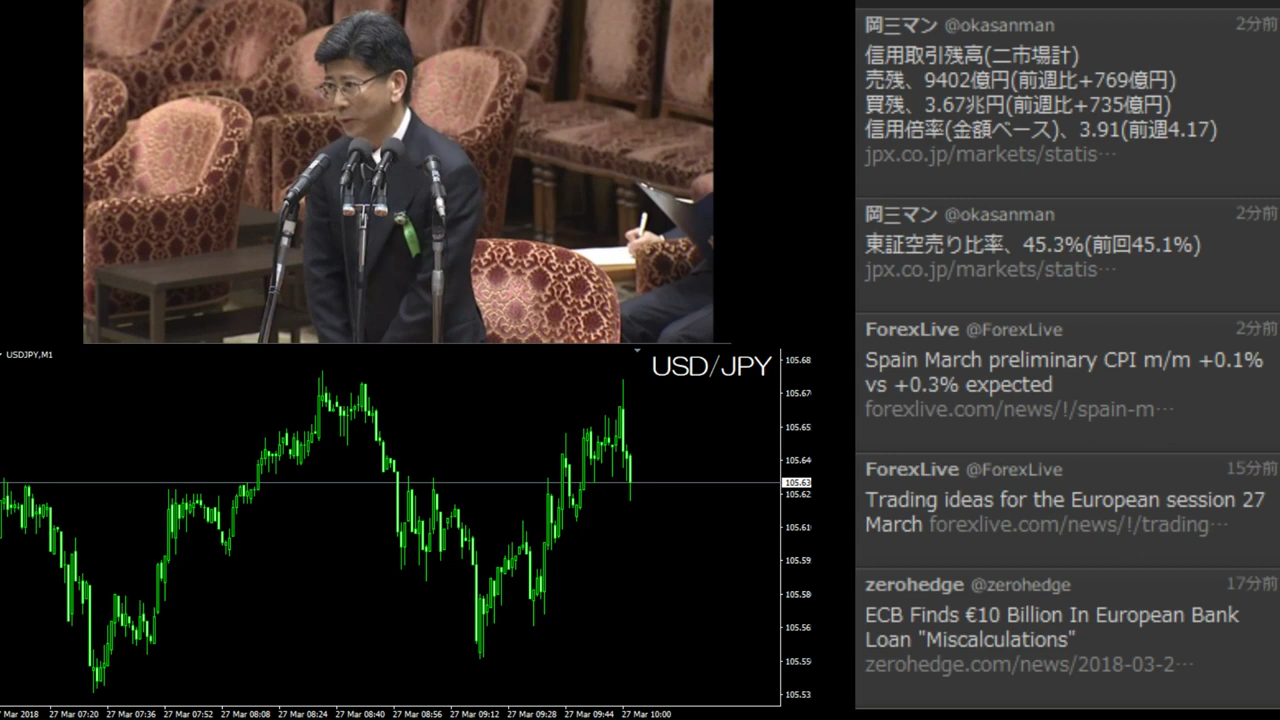 岡三マン @okasanman 2分前
信用取引残高(二市場計)
売残、9402億円(前週比+769億円)
買残、3.67兆円(前週比+735億円)
信用倍率(金額ベース)、3.91(前週4.17)
jpx.co.jp/markets/statis…
岡三マン @okasanman 2分前
東証空売り比率、45.3%(前回45.1%)
jpx.co.jp/markets/statis…
ForexLive @ForexLive 2分前
Spain March preliminary CPI m/m +0.1%
vs +0.3% expected
forexlive.com/news/!/spain-m…
ForexLive @ForexLive 15分前
Trading ideas for the European session 27
March forexlive.com/news/!/trading…
zerohedge @zerohedge 17分前
ECB Finds €10 Billion In European Bank
Loan "Miscalculations"
zerohedge.com/news/2018-03-2…
USDJPY,M1
USD/JPY
105.68
105.67
105.65
105.64
105.63
105.62
105.61
105.59
105.58
105.56
105.55
105.53
Mar 2018 27 Mar 07:20 27 Mar 07:36 27 Mar 07:52 27 Mar 08:08 27 Mar 08:24 27 Mar 08:40 27 Mar 08:56 27 Mar 09:12 27 Mar 09:28 27 Mar 09:44 27 Mar 10:00